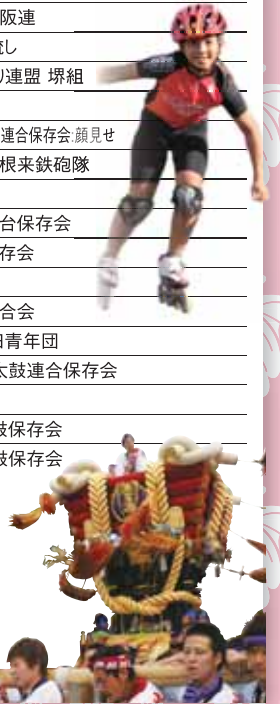 阪連
流し
り連盟 堺組
連合保存会:顔見せ
根来鉄砲隊
台保存会
存会
合会
青年団
太鼓連合保存会
鼓保存会
鼓保存会